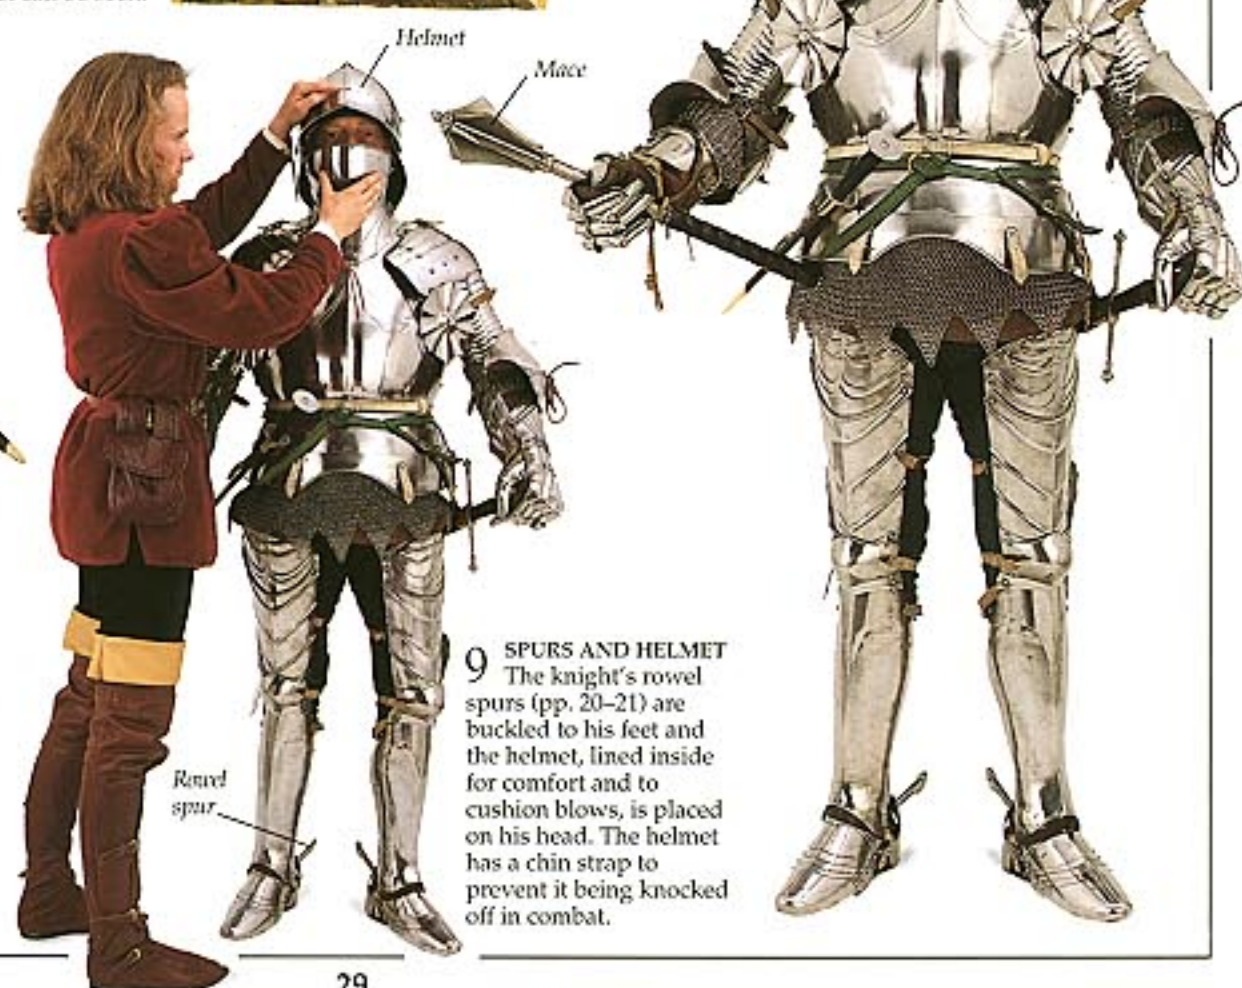 Helmet
Mace
9 SPURS AND HELMET
The knight's rowel
spurs (pp. 20–21) are
buckled to his feet and
the helmet, lined inside
for comfort and to
cushion blows, is placed
on his head. The helmet
has a chin strap to
prevent it being knocked
off in combat.
Rowel
spur
29